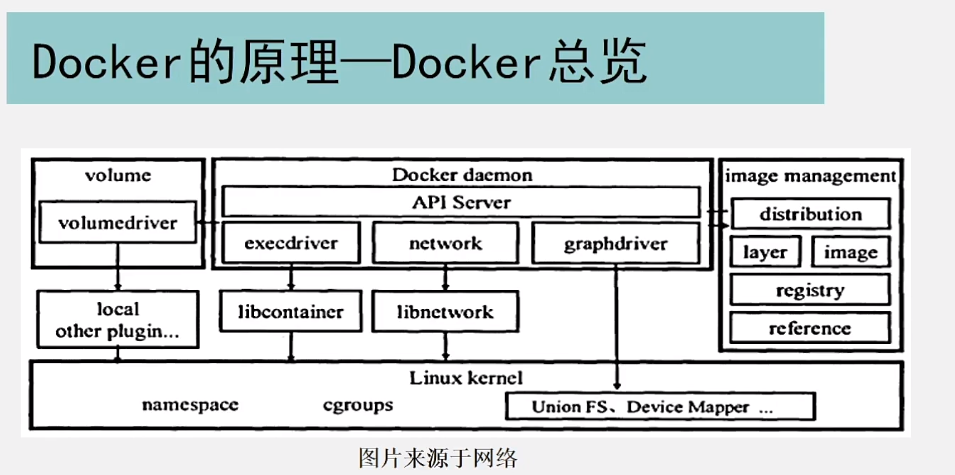 Docker的原理—Docker总览
volume
volumedriver
local
other plugin...
Docker daemon
API Server
execdriver
network
graphdriver
libcontainer
libnetwork
image management
distribution
layer
image
registry
reference
Linux kernel
namespace
cgroups
Union FS、Device Mapper ...
图片来源于网络